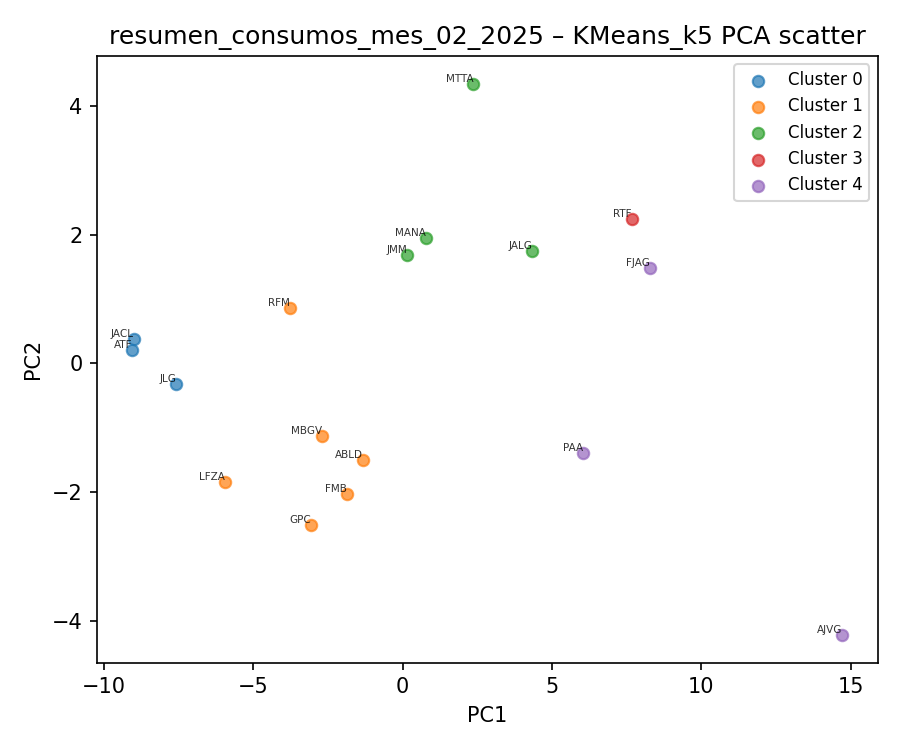 resumen_consumos_mes_02_2025 – KMeans_k5 PCA scatter
Cluster 0
Cluster 1
Cluster 2
Cluster 3
Cluster 4
MTTA
RTF
MANA
JMM
JALG
FJAG
RFM
JACL
ATF
JLG
MBGV
ABLD
PAA
LFZA
FMB
GPC
AJVG
4
2
0
−2
−4
PC2
−10
−5
0
5
10
15
PC1